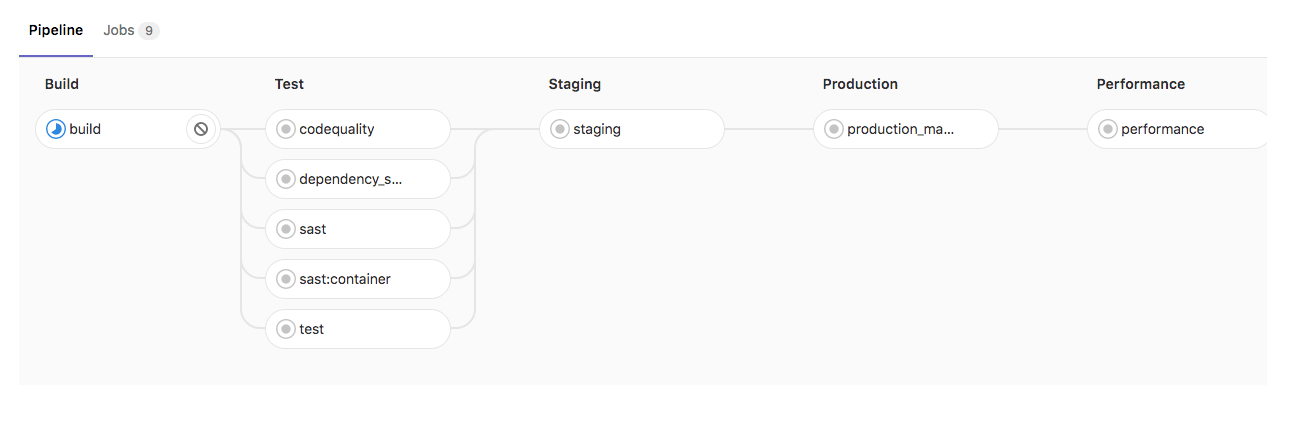 Pipeline Jobs 9
Build Test Staging Production Performance
build codequality staging production_ma... performance
dependency_s...
sast
sast:container
test